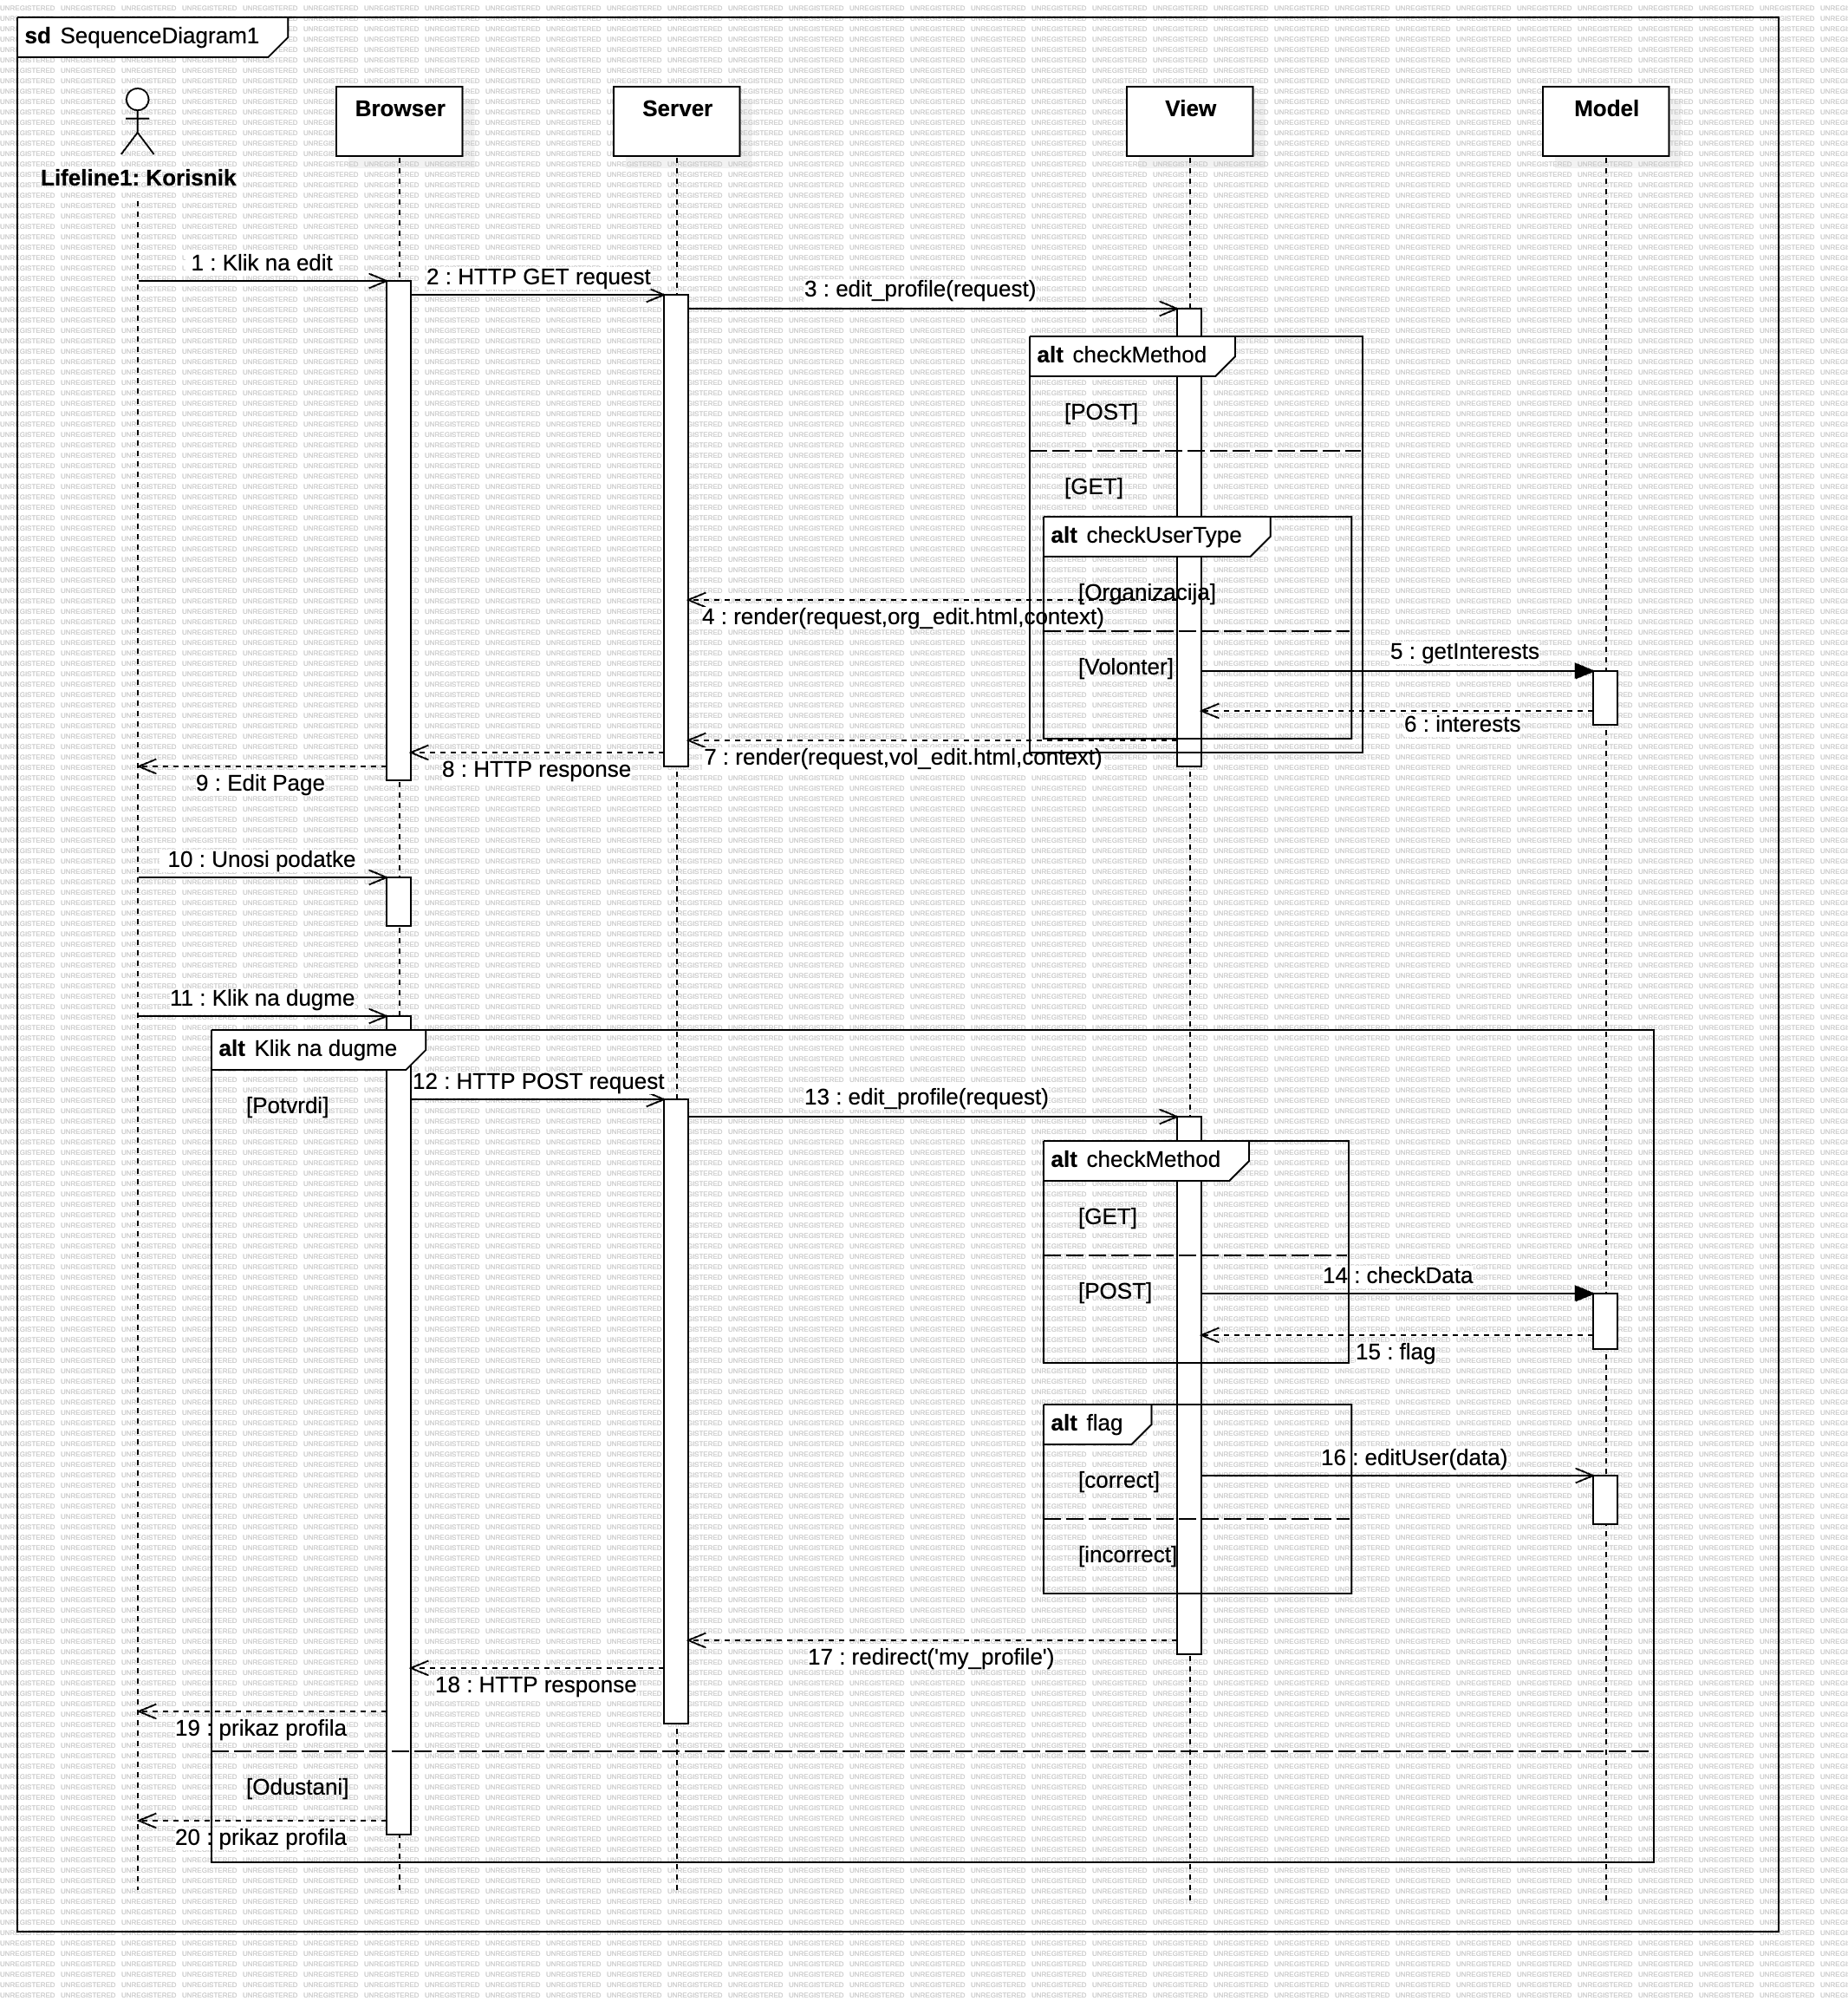 sd SequenceDiagram1
Browser
Server
View
Model
Lifeline1: Korisnik
1 : Klik na edit
2 : HTTP GET request
3 : edit_profile(request)
alt checkMethod
[POST]
[GET]
alt checkUserType
[Organizacija]
4 : render(request,org_edit.html,context)
5 : getInterests
[Volonter]
6 : interests
7 : render(request,vol_edit.html,context)
8 : HTTP response
9 : Edit Page
10 : Unosi podatke
11 : Klik na dugme
alt Klik na dugme
12 : HTTP POST request
[Potvrdi]
13 : edit_profile(request)
alt checkMethod
[GET]
14 : checkData
[POST]
15 : flag
alt flag
16 : editUser(data)
[correct]
[incorrect]
17 : redirect('my_profile')
18 : HTTP response
19 : prikaz profila
[Odustani]
20 : prikaz profila
UNREGISTERED